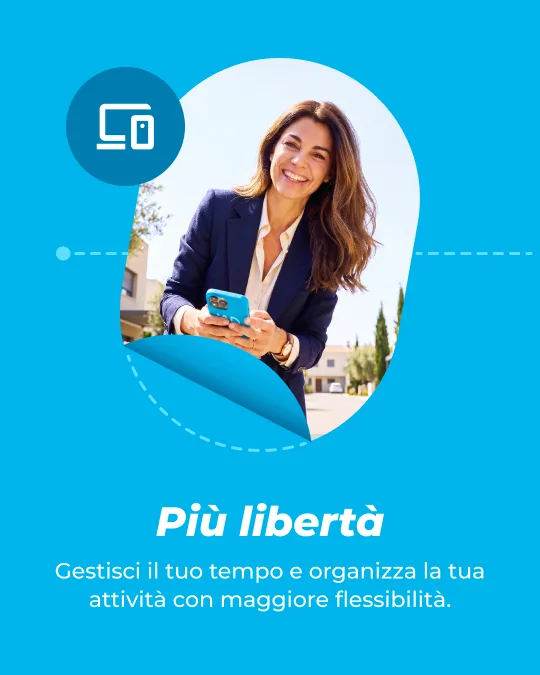 Più libertà
Gestisci il tuo tempo e organizza la tua
attività con maggiore flessibilità.